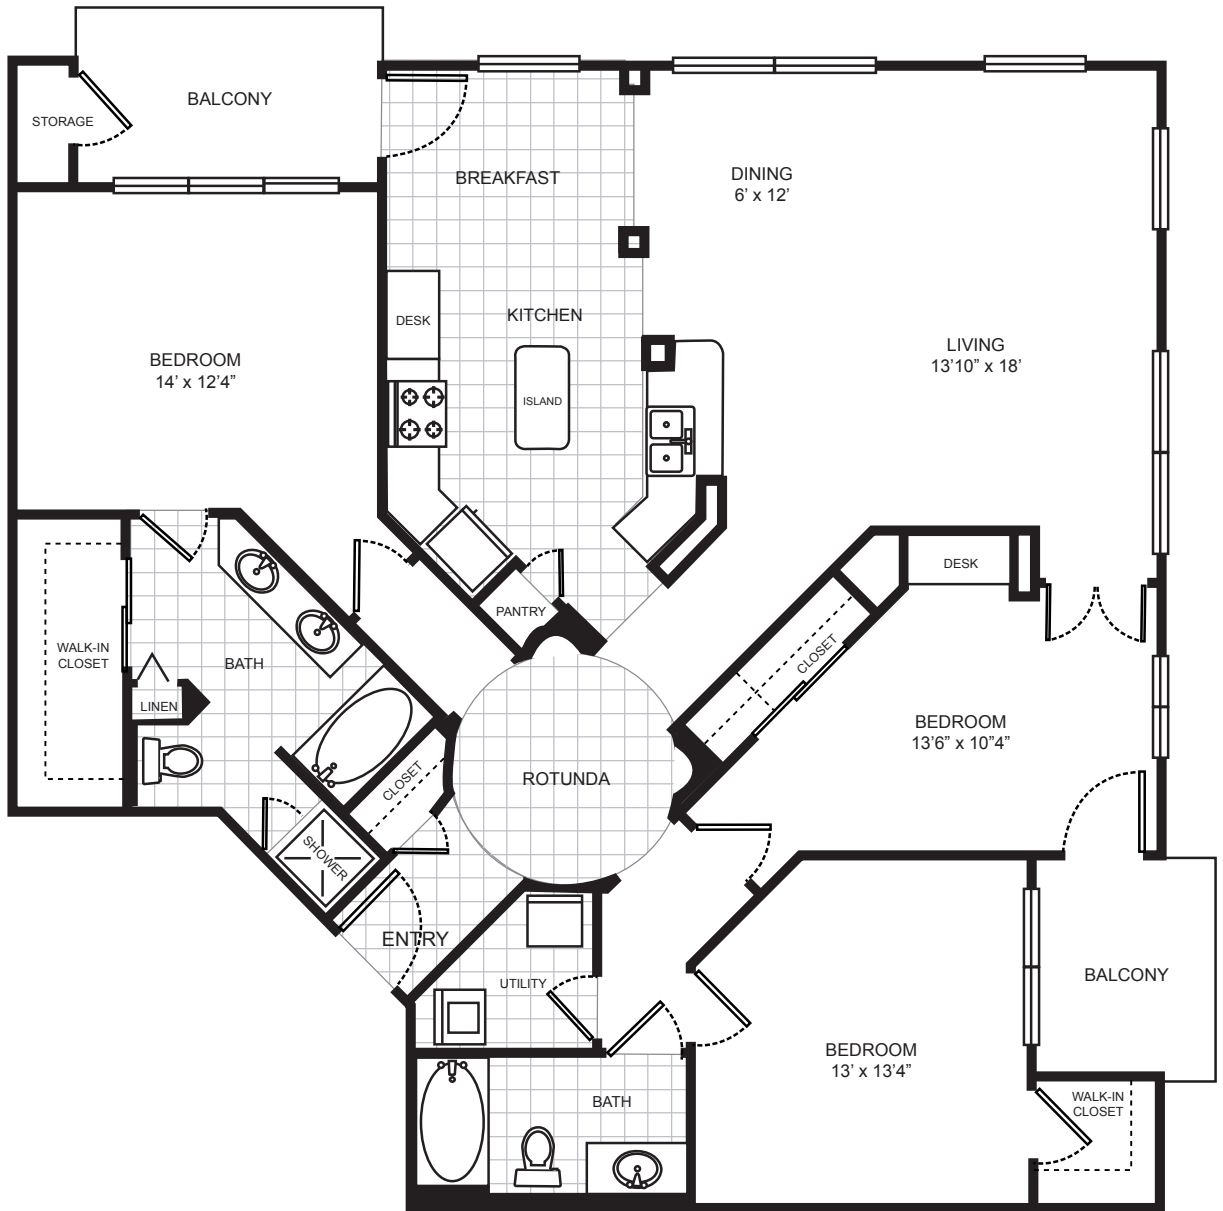 BALCONY
STORAGE
BREAKFAST
DINING
6’ x 12’
DESK
KITCHEN
LIVING
13’10” x 18’
BEDROOM
14’ x 12’4”
ISLAND
DESK
PANTRY
WALK-IN
CLOSET
BATH
CLOSET
LINEN
BEDROOM
13’6” x 10”4”
CLOSET
ROTUNDA
SHOWER
ENTRY
UTILITY
BALCONY
BEDROOM
13’ x 13’4”
BATH
WALK-IN
CLOSET